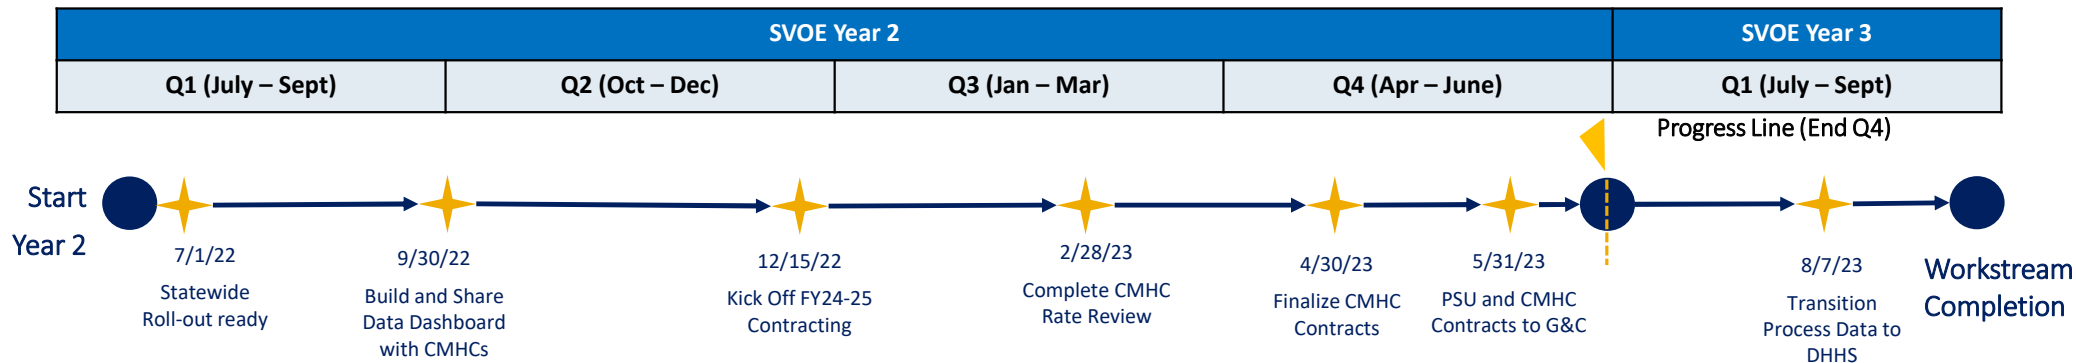 SVOE Year 2
SVOE Year 3
Q1 (July – Sept)
Q2 (Oct – Dec)
Q3 (Jan – Mar)
Q4 (Apr – June)
Q1 (July – Sept)
Progress Line (End Q4)
Start
Year 2
7/1/22
Statewide
Roll-out ready
9/30/22
Build and Share
Data Dashboard
with CMHCs
12/15/22
Kick Off FY24-25
Contracting
2/28/23
Complete CMHC
Rate Review
4/30/23
Finalize CMHC
Contracts
5/31/23
PSU and CMHC
Contracts to G&C
8/7/23
Transition
Process Data to
DHHS
Workstream
Completion